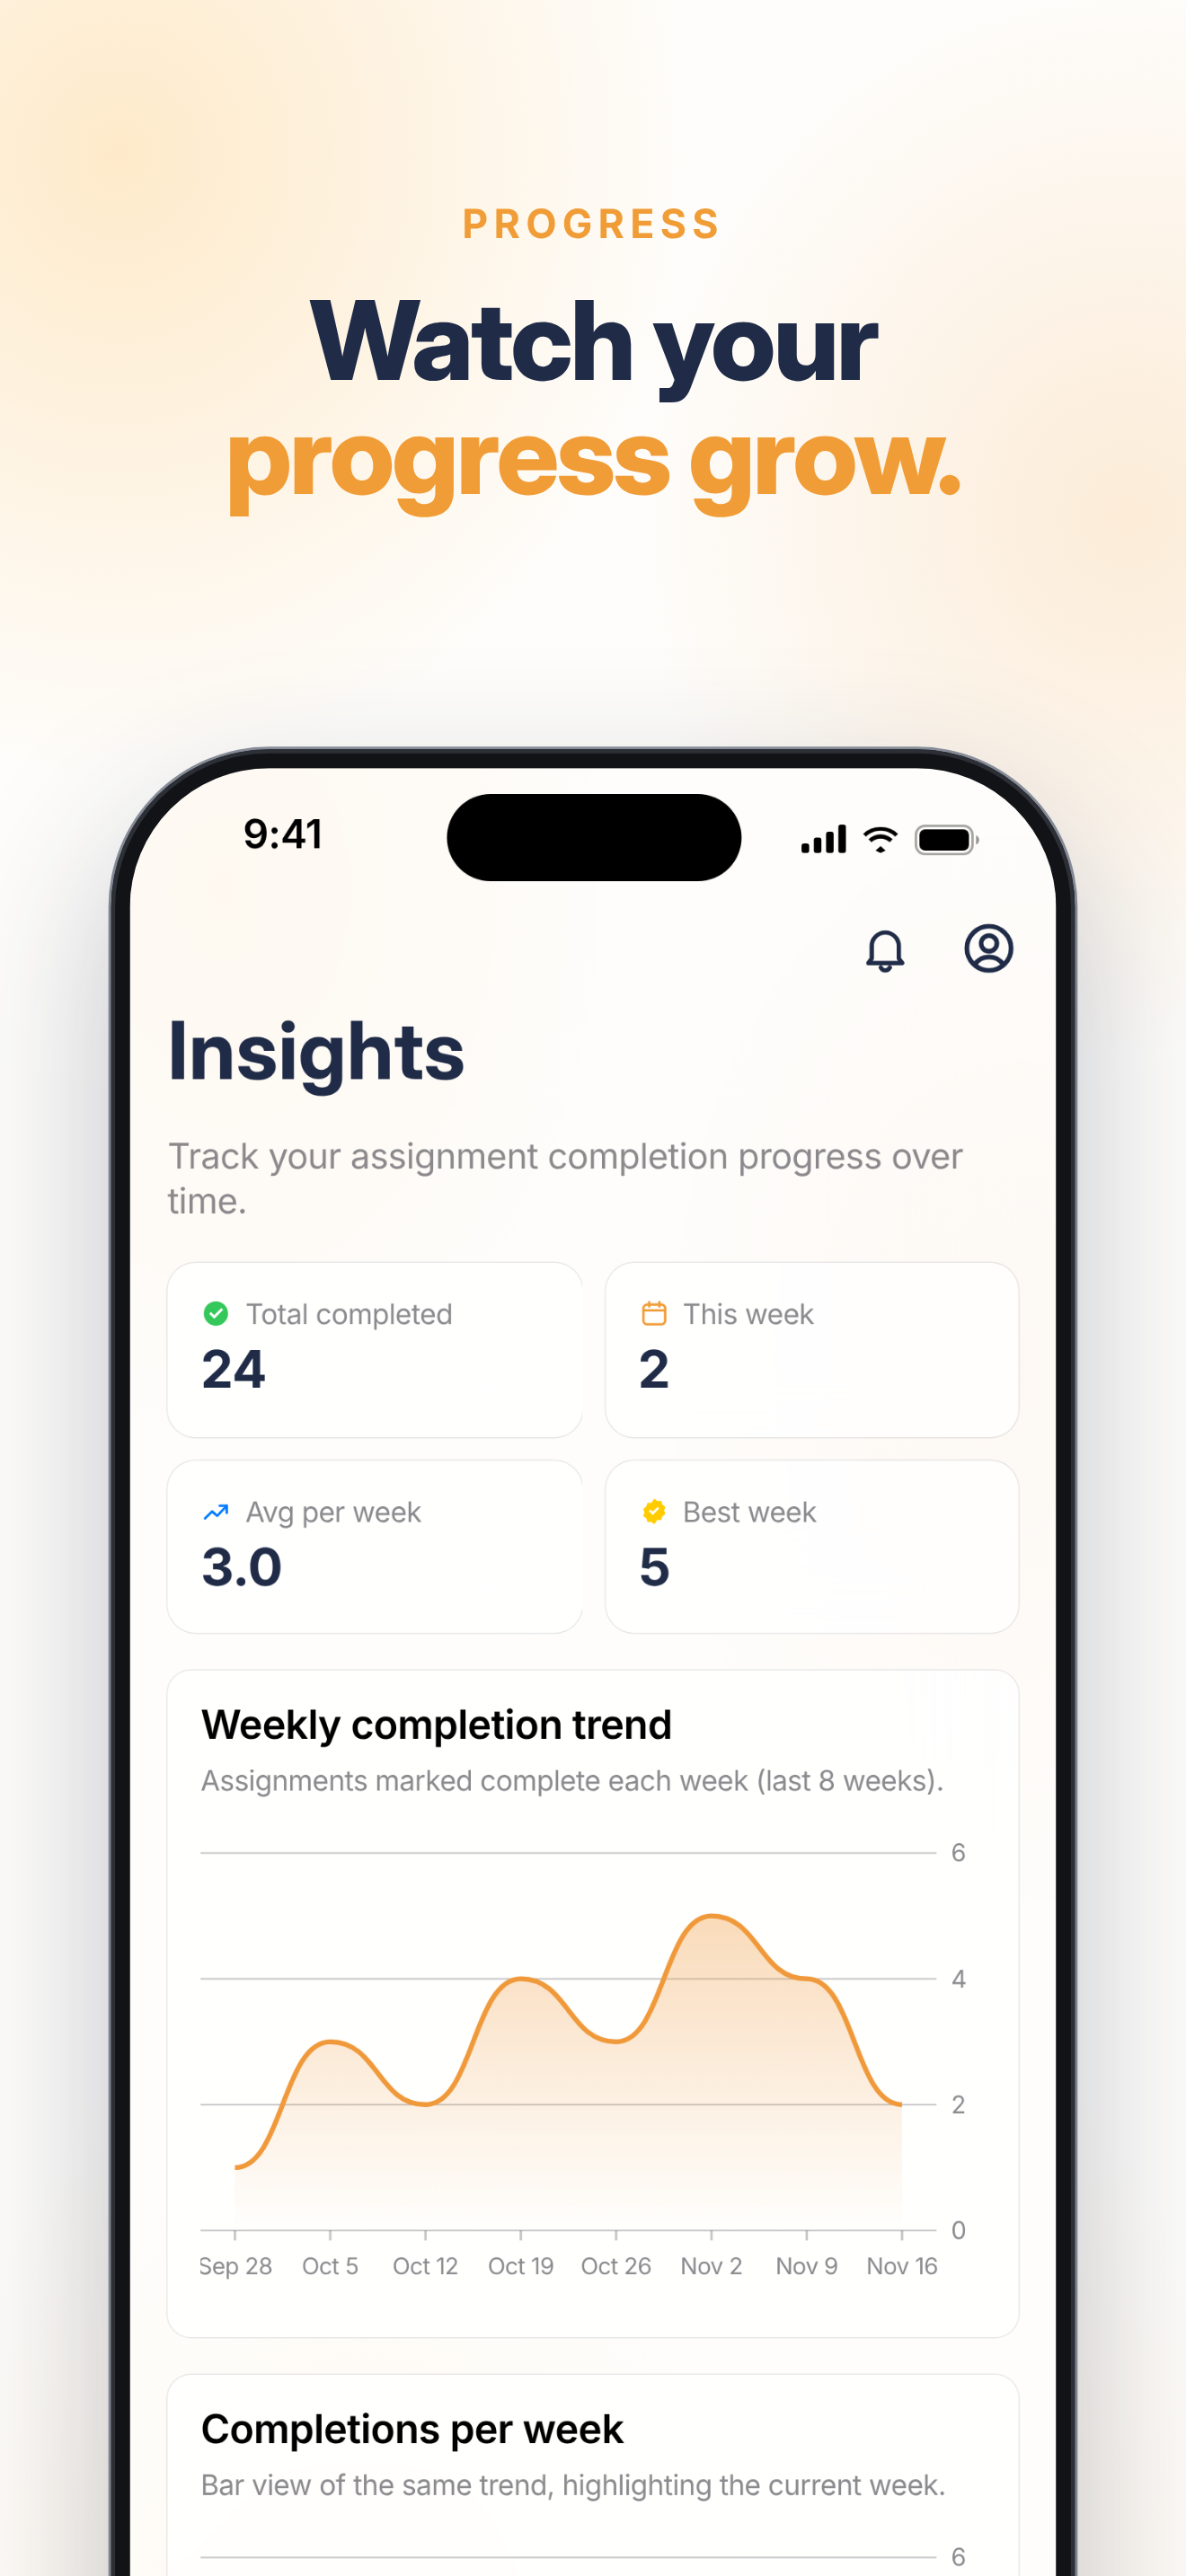 PROGRESS
Watch your
progress grow.
9:41
Insights
Track your assignment completion progress over
time.
Total completed
24
This week
2
Avg per week
3.0
Best week
5
Weekly completion trend
Assignments marked complete each week (last 8 weeks).
6
4
2
0
Sep 28 Oct 5 Oct 12 Oct 19 Oct 26 Nov 2 Nov 9 Nov 16
Completions per week
Bar view of the same trend, highlighting the current week.
6